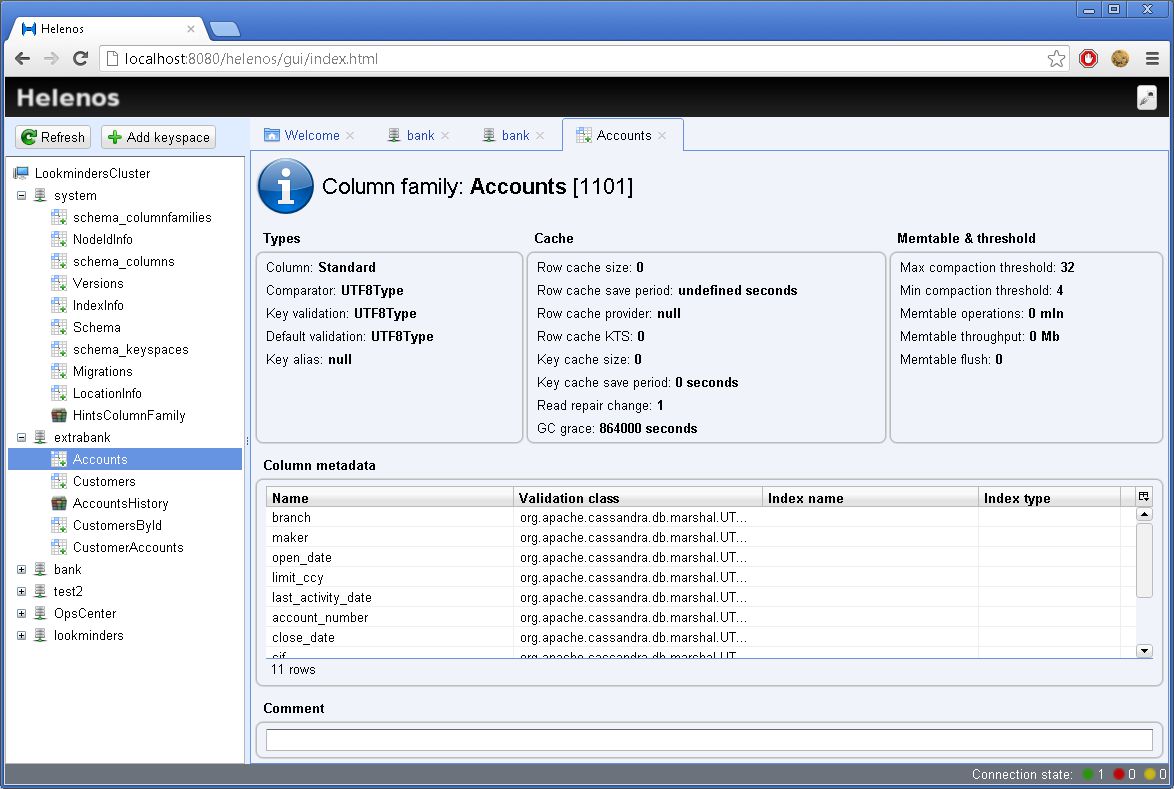 Helenos
localhost:8080/helenos/gui/index.html
Helenos
Refresh
Add keyspace
Welcome
bank
bank
Accounts
LookmindersCluster
system
schema_columnfamilies
NodeIdInfo
schema_columns
Versions
IndexInfo
Schema
schema_keyspaces
Migrations
LocationInfo
HintsColumnFamily
extrabank
Accounts
Customers
AccountsHistory
CustomersById
CustomerAccounts
bank
test2
OpsCenter
lookminders
Column family: Accounts [1101]
Types
Column: Standard
Comparator: UTF8Type
Key validation: UTF8Type
Default validation: UTF8Type
Key alias: null
Cache
Row cache size: 0
Row cache save period: undefined seconds
Row cache provider: null
Row cache KTS: 0
Key cache size: 0
Key cache save period: 0 seconds
Read repair change: 1
GC grace: 864000 seconds
Memtable & threshold
Max compaction threshold: 32
Min compaction threshold: 4
Memtable operations: 0 mln
Memtable throughput: 0 Mb
Memtable flush: 0
Column metadata
Name Validation class Index name Index type
branch org.apache.cassandra.db.marshal.UT...
maker org.apache.cassandra.db.marshal.UT...
open_date org.apache.cassandra.db.marshal.UT...
limit_ccy org.apache.cassandra.db.marshal.UT...
last_activity_date org.apache.cassandra.db.marshal.UT...
account_number org.apache.cassandra.db.marshal.UT...
close_date org.apache.cassandra.db.marshal.UT...
cif org.apache.cassandra.db.marshal.UT...
11 rows
Comment
Connection state: 1 0 0